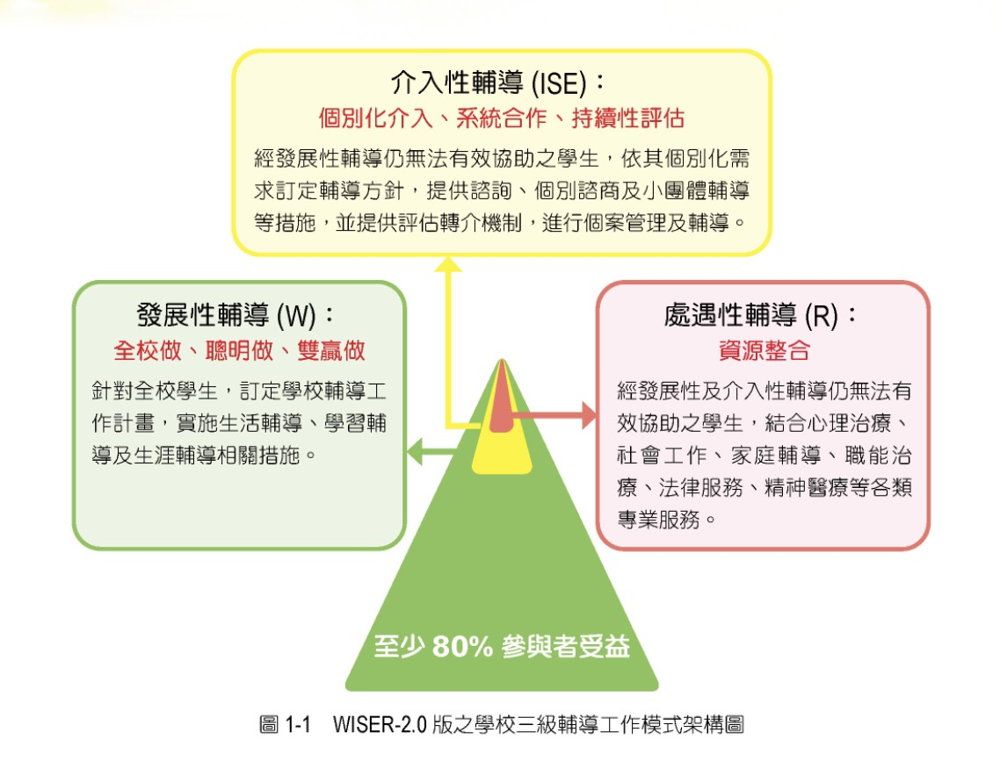 介入性輔導 (ISE)：
個別化介入、系統合作、持續性評估
經發展性輔導仍無法有效協助之學生，依其個別化需
求訂定輔導方針，提供諮詢、個別諮商及小團體輔導
等措施，並提供評估轉介機制，進行個案管理及輔導。
發展性輔導 (W)：
全校做、聰明做、雙贏做
針對全校學生，訂定學校輔導工
作計畫，實施生活輔導、學習輔
導及生涯輔導相關措施。
處遇性輔導 (R)：
資源整合
經發展性及介入性輔導仍無法有
效協助之學生，結合心理治療、
社會工作、家庭輔導、職能治
療、法律服務、精神醫療等各類
專業服務。
至少 80% 參與者受益
圖 1-1　WISER-2.0 版之學校三級輔導工作模式架構圖